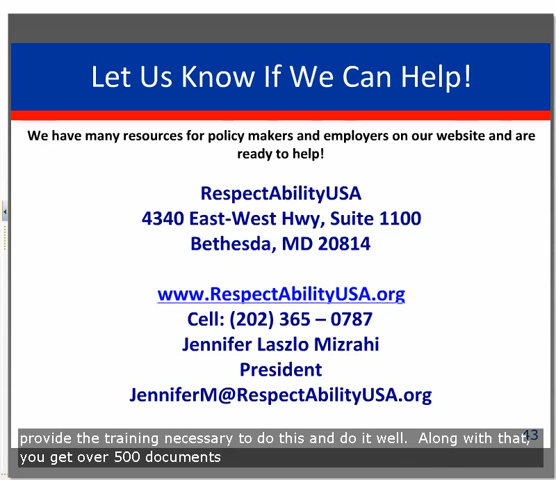 Let Us Know If We Can Help!
We have many resources for policy makers and employers on our website and are
ready to help!
RespectAbilityUSA
4340 East-West Hwy, Suite 1100
Bethesda, MD 20814
www.RespectAbilityUSA.org
Cell: (202) 365 – 0787
Jennifer Laszlo Mizrahi
President
JenniferM@RespectAbilityUSA.org
43
provide the training necessary to do this and do it well.  Along with that,
you get over 500 documents